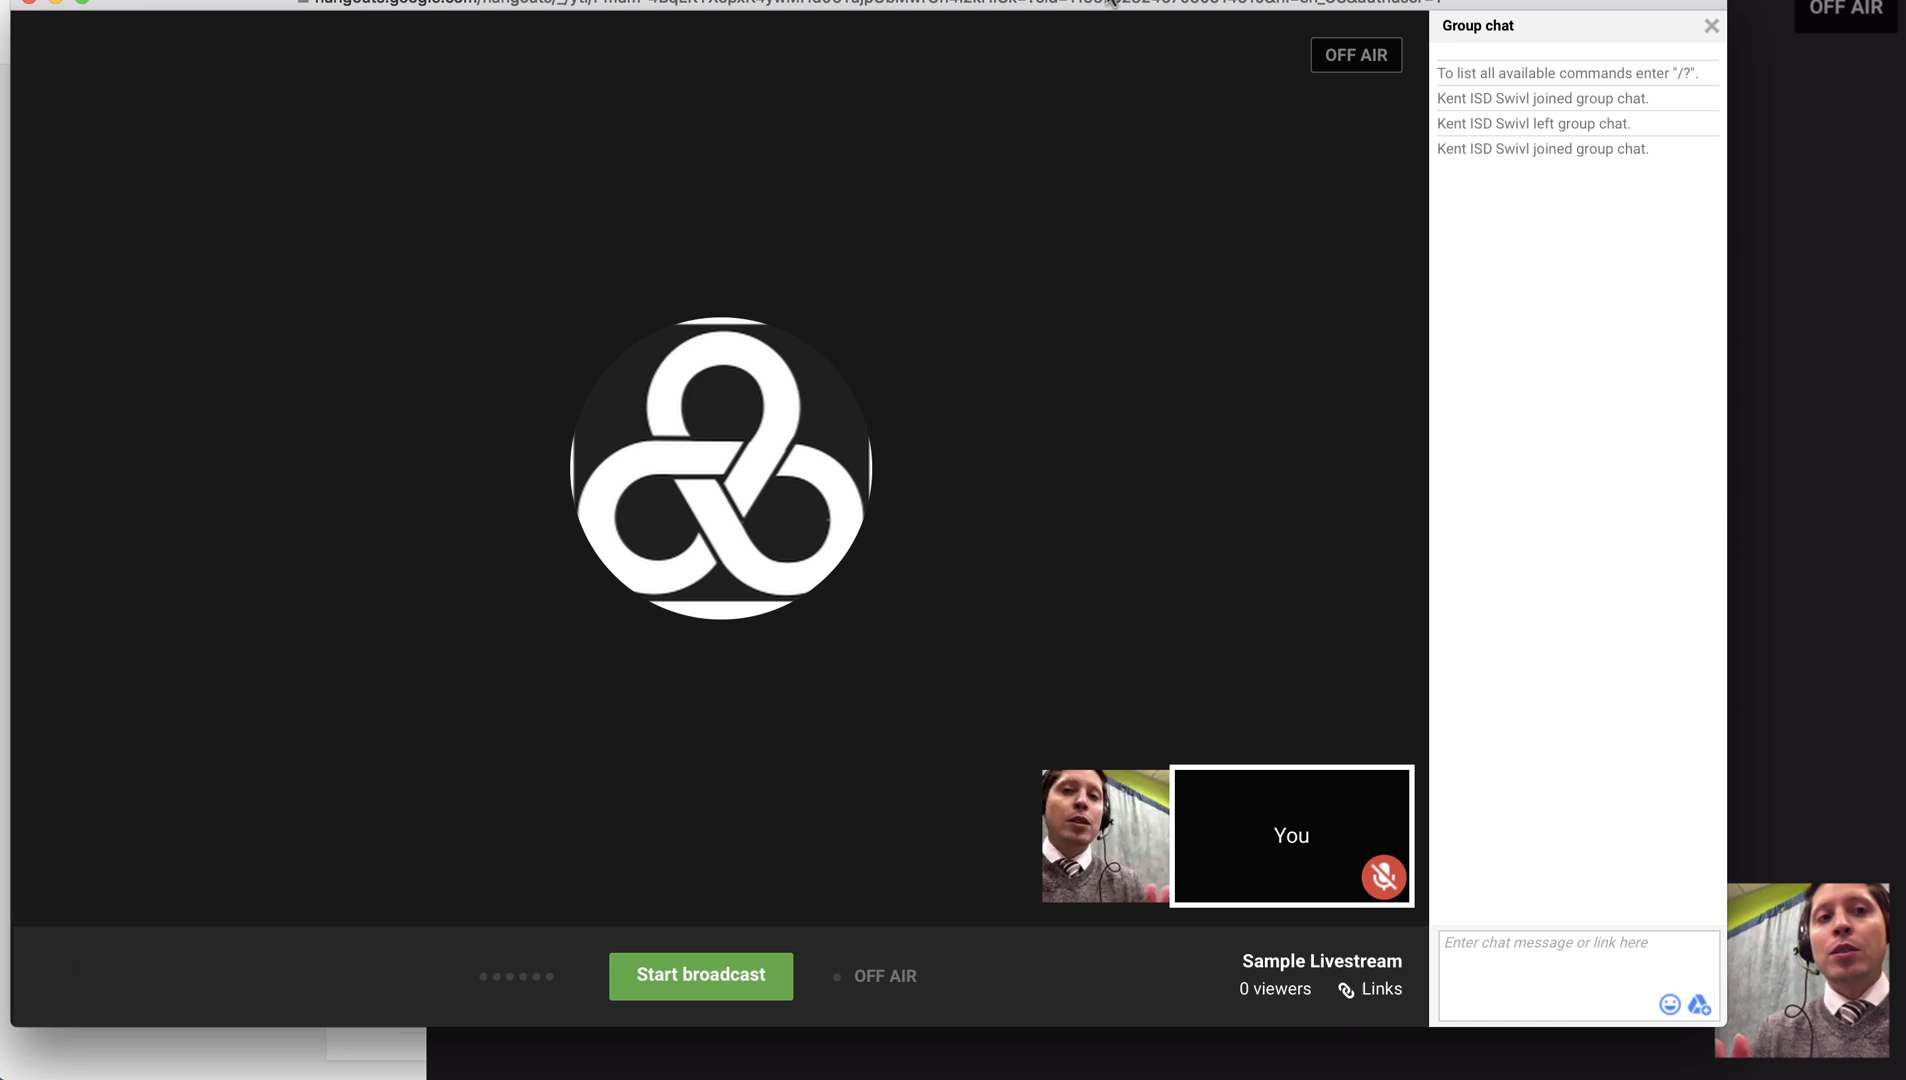 OFF AIR
OFF AIR
Group chat
To list all available commands enter "/?".
Kent ISD Swivl joined group chat.
Kent ISD Swivl left group chat.
Kent ISD Swivl joined group chat.
You
Start broadcast
OFF AIR
Sample Livestream
0 viewers
Links
Enter chat message or link here